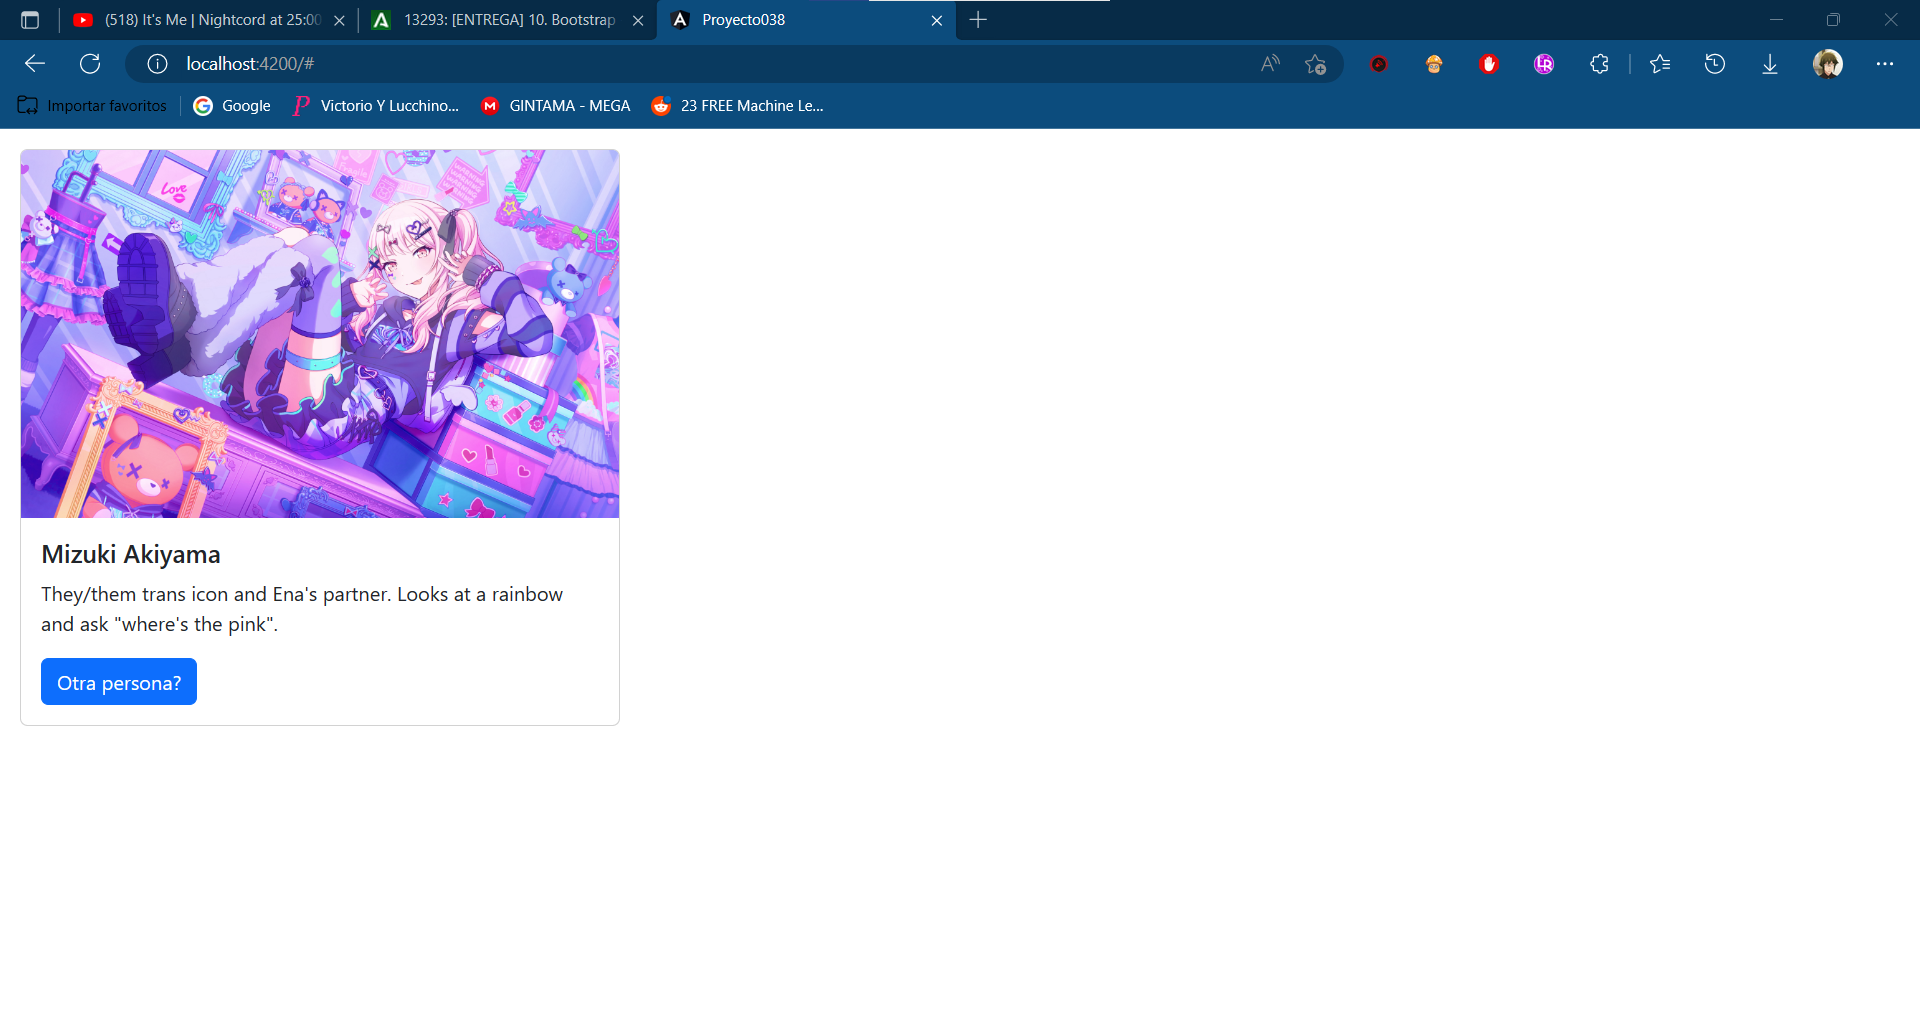 (518) It's Me | Nightcord at 25:00
13293: [ENTREGA] 10. Bootstrap
Proyecto038
localhost:4200/#
Importar favoritos
Google
Victorio Y Lucchino...
GINTAMA - MEGA
23 FREE Machine Le...
Love
Mizuki Akiyama
They/them trans icon and Ena's partner. Looks at a rainbow
and ask "where's the pink".
Otra persona?